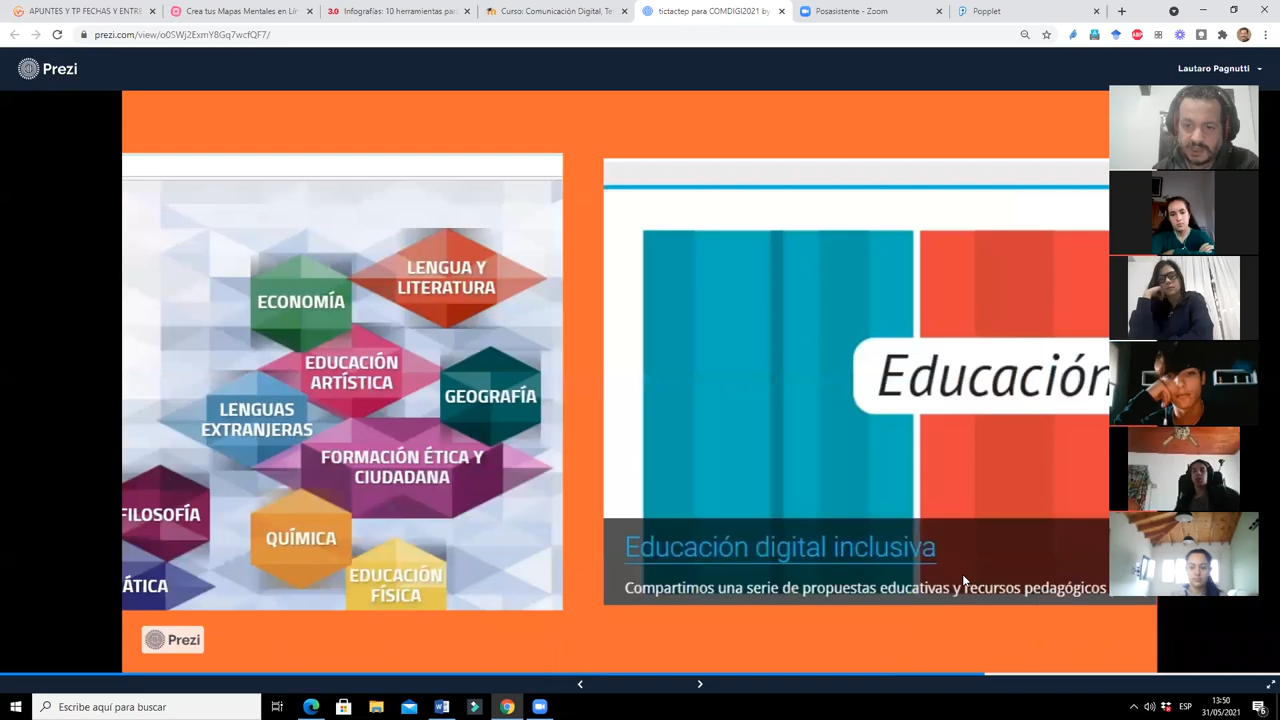 APUNTES Y TP FECHAS Y ENTRE
Crea tus Mapas Mentales en Lín
3.0 Infografías: 10 herramientas para
Curso: Comunicación Digital, Te
tictactep para COMDIGI2021 by
Posasistente - Zoom
Popplet
prezi.com/view/o0SWj2ExmY8Gq7wcfQF7/
Prezi
Lautaro Pagnutti
LENGUA Y
LITERATURA
ECONOMÍA
EDUCACIÓN
ARTÍSTICA
GEOGRAFÍA
LENGUAS
EXTRANJERAS
FORMACIÓN ÉTICA Y
CIUDADANA
FILOSOFÍA
QUÍMICA
ÁTICA
EDUCACIÓN
FÍSICA
Educación
Educación digital inclusiva
Compartimos una serie de propuestas educativas y recursos pedagógicos
Prezi
Escribe aquí para buscar
ESP
13:50
31/05/2021